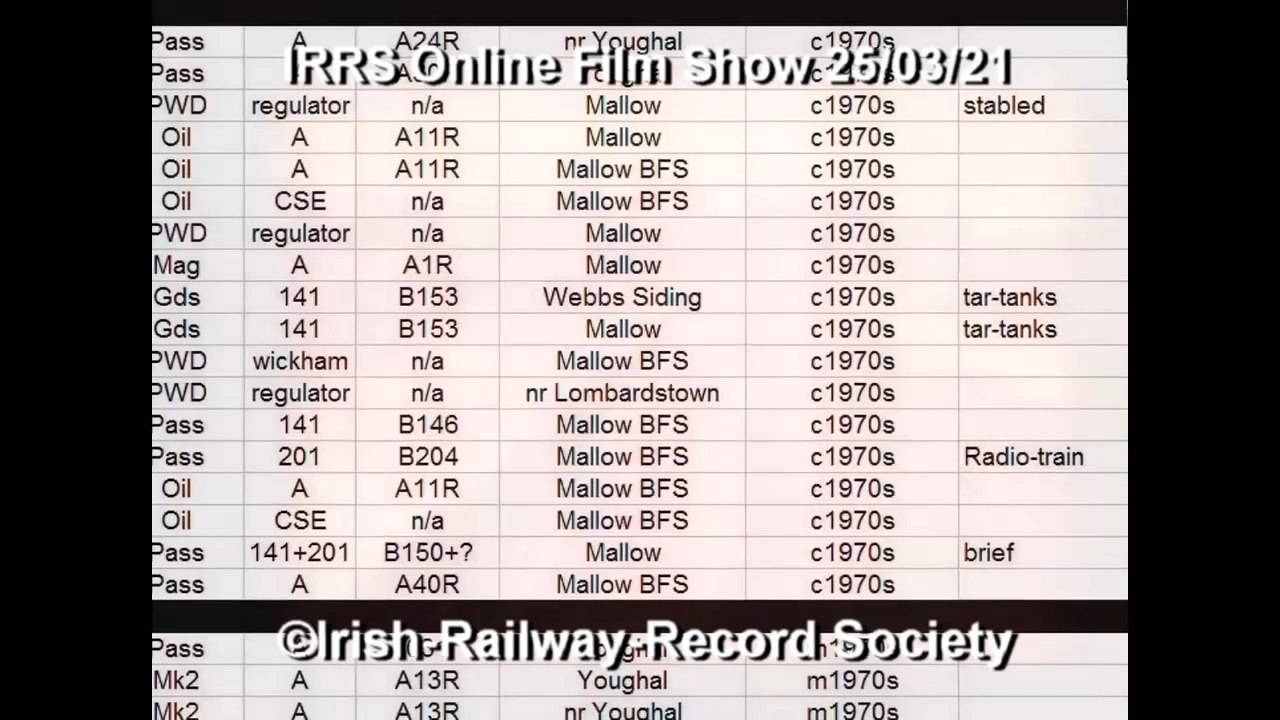 Pass A A24R nr Youghal c1970s
IRRS Online Film Show 25/03/21
Pass
PWD regulator n/a Mallow c1970s stabled
Oil A A11R Mallow c1970s
Oil A A11R Mallow BFS c1970s
Oil CSE n/a Mallow BFS c1970s
PWD regulator n/a Mallow c1970s
Mag A A1R Mallow c1970s
Gds 141 B153 Webbs Siding c1970s tar-tanks
Gds 141 B153 Mallow c1970s tar-tanks
PWD wickham n/a Mallow BFS c1970s
PWD regulator n/a nr Lombardstown c1970s
Pass 141 B146 Mallow BFS c1970s
Pass 201 B204 Mallow BFS c1970s Radio-train
Oil A A11R Mallow BFS c1970s
Oil CSE n/a Mallow BFS c1970s
Pass 141+201 B150+? Mallow c1970s brief
Pass A A40R Mallow BFS c1970s
©Irish Railway Record Society
Pass
Mk2 A A13R Youghal m1970s
Mk2 A A13R nr Youghal m1970s